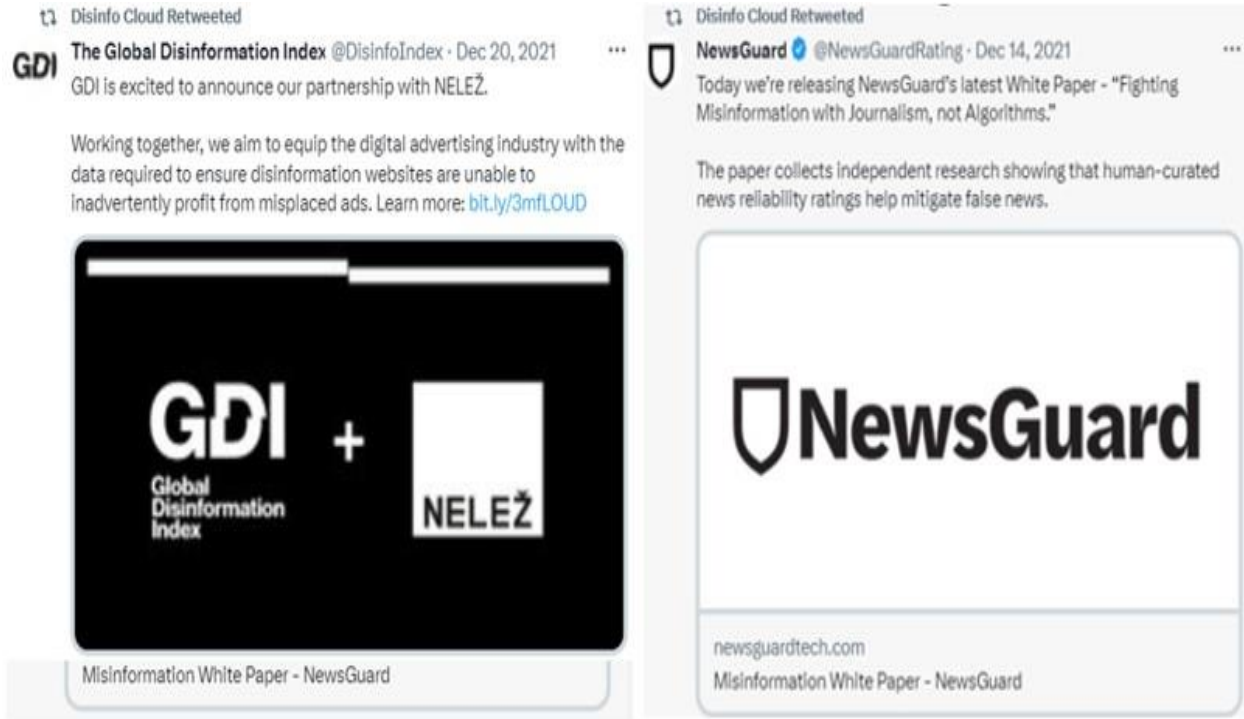 Disinfo Cloud Retweeted
The Global Disinformation Index @DisinfoIndex · Dec 20, 2021
GDI
GDI is excited to announce our partnership with NELEŽ.
Working together, we aim to equip the digital advertising industry with the
data required to ensure disinformation websites are unable to
inadvertently profit from misplaced ads. Learn more: bit.ly/3mfLOUD
GDI + NELEŽ
Global
Disinformation
Index
Misinformation White Paper - NewsGuard
Disinfo Cloud Retweeted
NewsGuard @NewsGuardRating · Dec 14, 2021
Today we're releasing NewsGuard's latest White Paper - “Fighting
Misinformation with Journalism, not Algorithms.”
The paper collects independent research showing that human-curated
news reliability ratings help mitigate false news.
NewsGuard
newsguardtech.com
Misinformation White Paper - NewsGuard